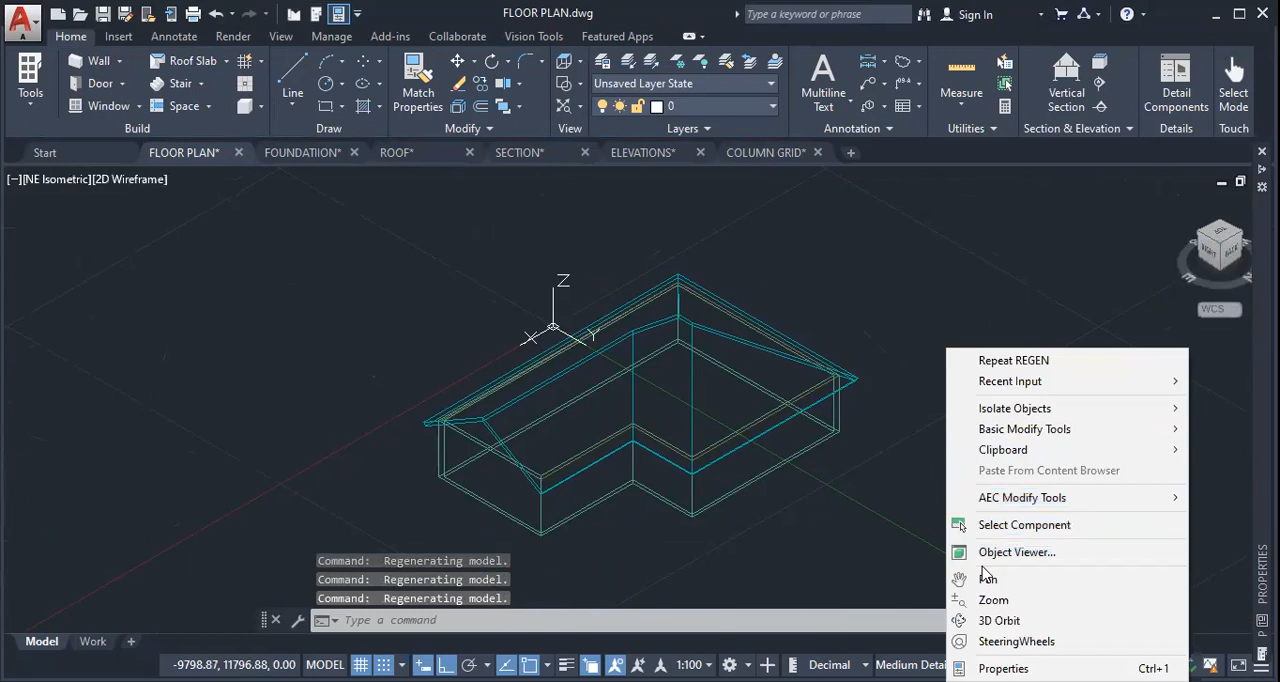 A
FLOOR PLAN.dwg
Type a keyword or phrase
Sign In
Home Insert Annotate Render View Manage Add-ins Collaborate Vision Tools Featured Apps
Wall Roof Slab
Door Stair
Window Space
Tools
Line
Match Properties
Unsaved Layer State
0
Multiline Text
Measure
Vertical Section
Detail Components
Select Mode
Build Draw Modify View Layers Annotation Utilities Section & Elevation Details Touch
Start FLOOR PLAN* FOUNDATIION* ROOF* SECTION* ELEVATIONS* COLUMN GRID*
[−][NE Isometric][2D Wireframe]
TOP
RIGHT BACK
WCS
Z
X Y
Repeat REGEN
Recent Input
Isolate Objects
Basic Modify Tools
Clipboard
Paste From Content Browser
AEC Modify Tools
Select Component
Object Viewer...
Zoom
3D Orbit
SteeringWheels
Properties Ctrl+1
PROPERTIES
Command: Regenerating model.
Command: Regenerating model.
Command: Regenerating model.
Type a command
Model Work
-9798.87, 11796.88, 0.00 MODEL 1:100 Decimal Medium Detai